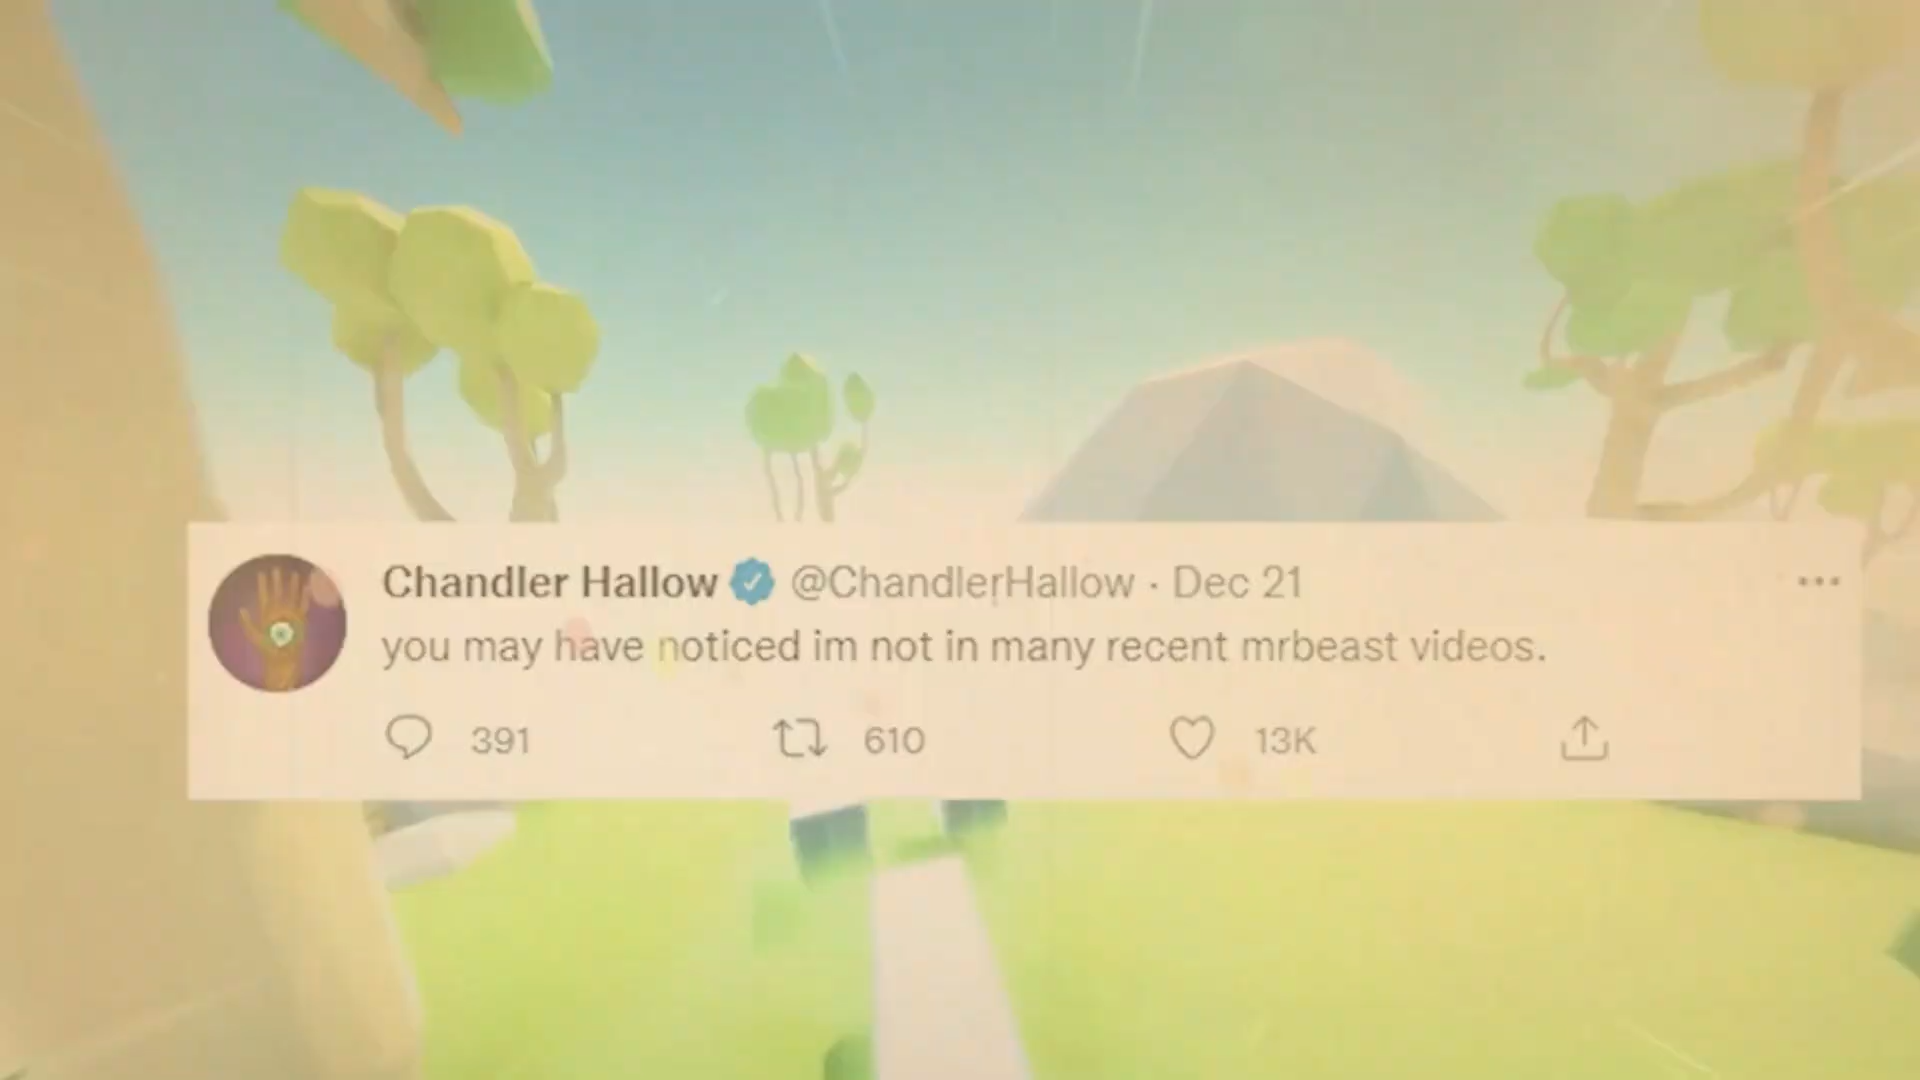 Chandler Hallow @ChandlerHallow · Dec 21
you may have noticed im not in many recent mrbeast videos.
391 610 13K